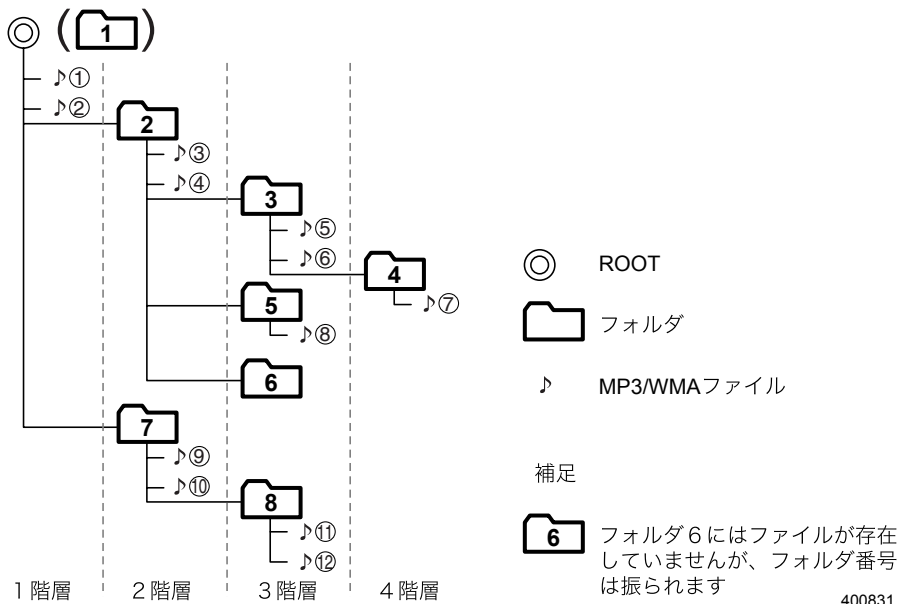 (1)
♪①
♪②
2
♪③
♪④
3
♪⑤
♪⑥
4
♪⑦
5
♪⑧
6
7
♪⑨
♪⑩
8
♪⑪
♪⑫
1階層 2階層 3階層 4階層
ROOT
フォルダ
♪ MP3/WMAファイル
補足
6 フォルダ6にはファイルが存在
していませんが、フォルダ番号
は振られます
400831